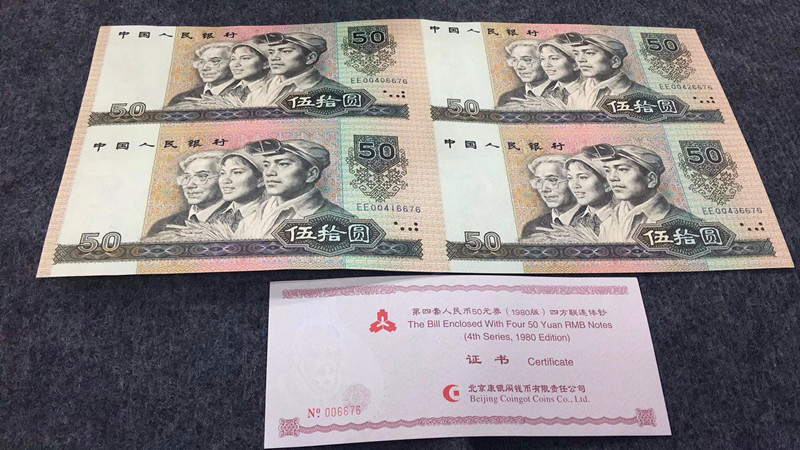 中国人民银行
50
EE00406676
50
伍拾圆
中国人民银行
50
EE00426676
50
伍拾圆
中国人民银行
50
EE00416676
50
伍拾圆
中国人民银行
50
EE00436676
50
伍拾圆
第四套人民币50元券（1980版）四方联连体钞
The Bill Enclosed With Four 50 Yuan RMB Notes
(4th Series, 1980 Edition)
证书 Certificate
北京康银阁钱币有限责任公司
Beijing Coingot Coins Co., Ltd.
№ 006676